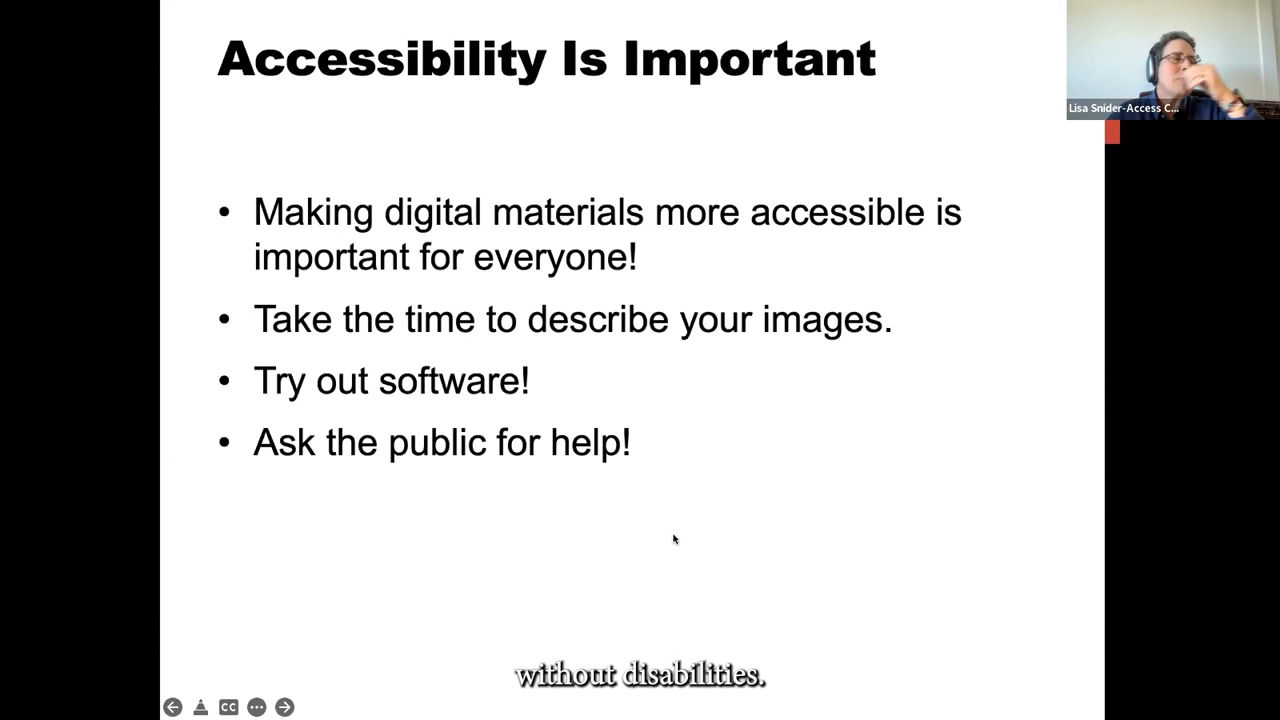 Accessibility Is Important
Lisa Snider-Access C...
• Making digital materials more accessible is
important for everyone!
• Take the time to describe your images.
• Try out software!
• Ask the public for help!
without disabilities.
CC